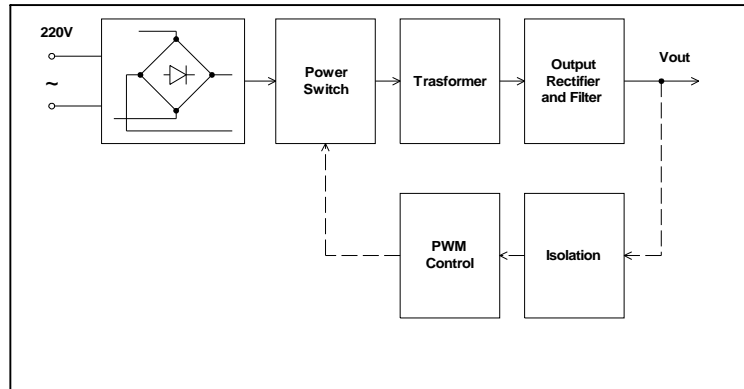 220V
~
Power
Switch
Trasformer
Output
Rectifier
and Filter
Vout
PWM
Control
Isolation